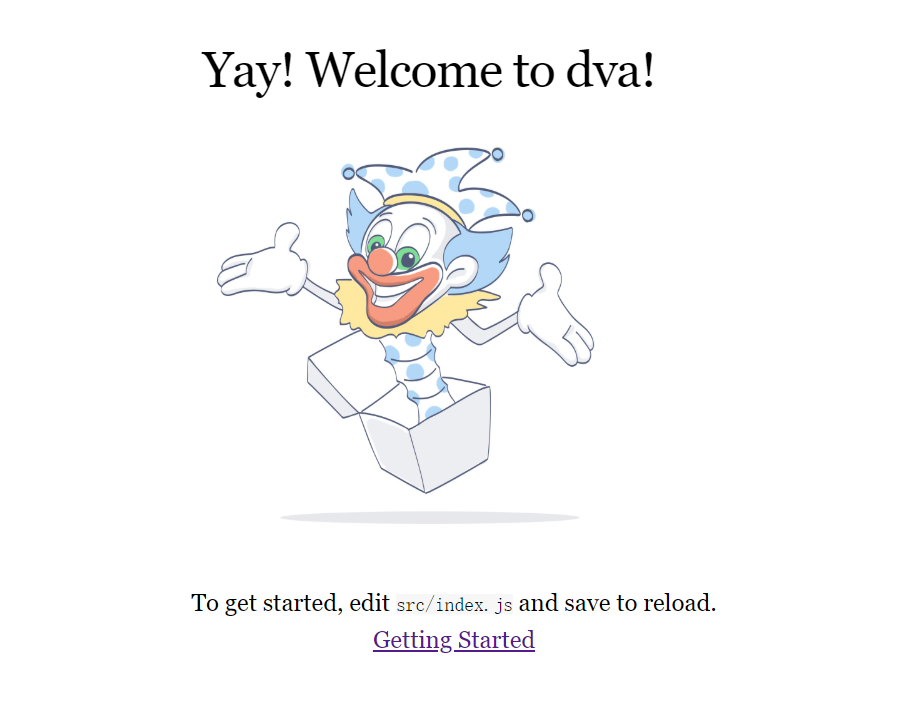 Yay! Welcome to dva!
To get started, edit src/index.js and save to reload.
Getting Started